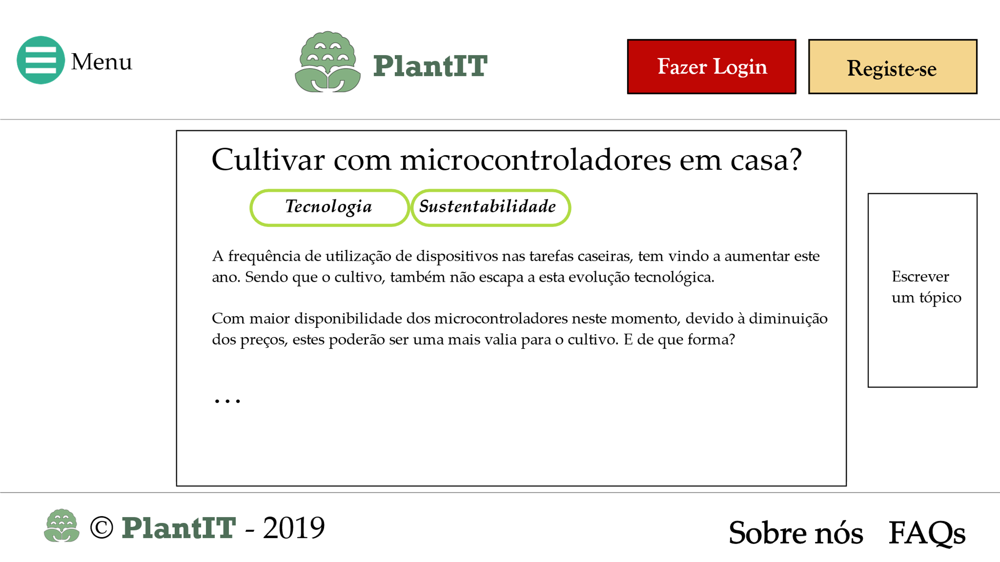 Menu
PlantIT
Fazer Login
Registe-se
Cultivar com microcontroladores em casa?
Tecnologia
Sustentabilidade
A frequência de utilização de dispositivos nas tarefas caseiras, tem vindo a aumentar este
ano. Sendo que o cultivo, também não escapa a esta evolução tecnológica.
Com maior disponibilidade dos microcontroladores neste momento, devido à diminuição
dos preços, estes poderão ser uma mais valia para o cultivo. E de que forma?
...
Escrever
um tópico
© PlantIT - 2019
Sobre nós
FAQs